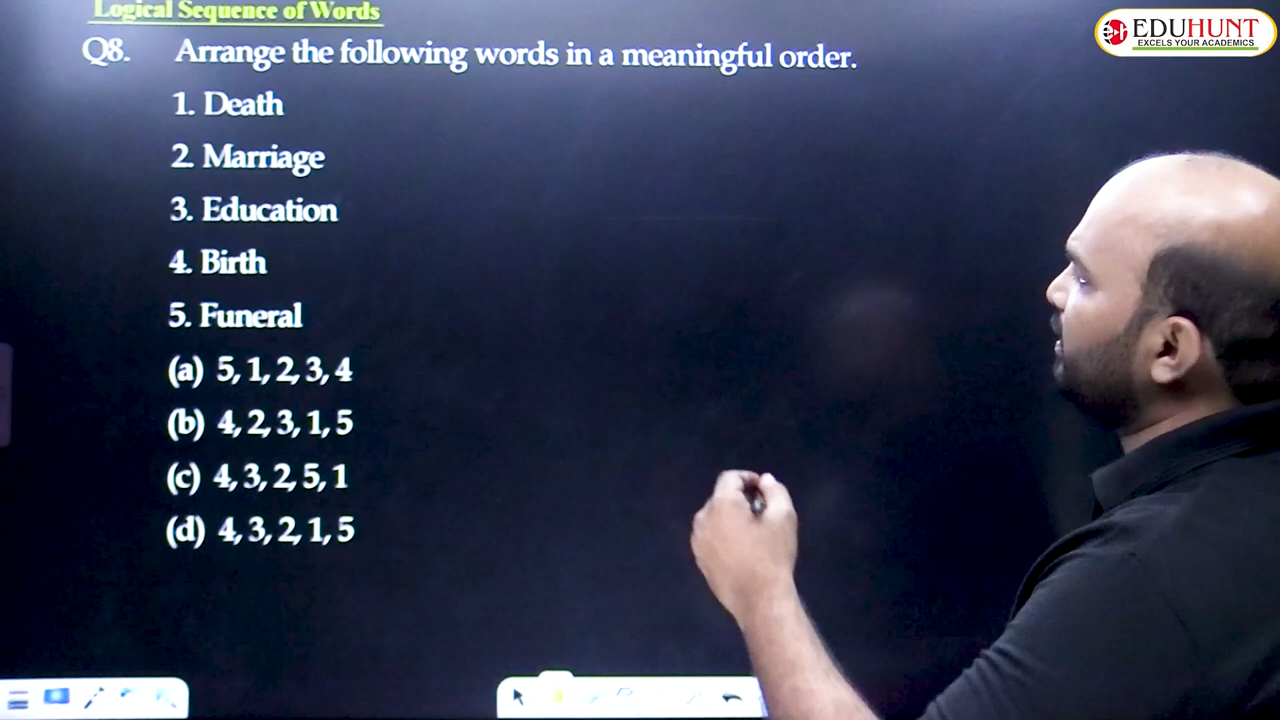 Logical Sequence of Words
Q8. Arrange the following words in a meaningful order.
1. Death
2. Marriage
3. Education
4. Birth
5. Funeral
(a) 5, 1, 2, 3, 4
(b) 4, 2, 3, 1, 5
(c) 4, 3, 2, 5, 1
(d) 4, 3, 2, 1, 5
EDUHUNT
EXCELS YOUR ACADEMICS